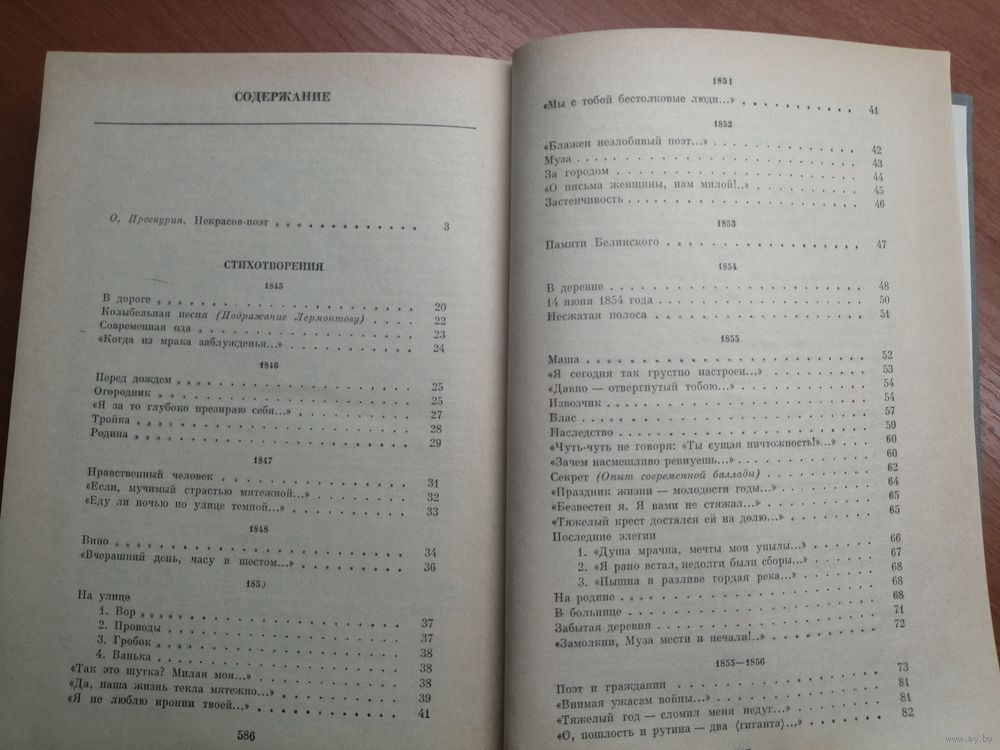 СОДЕРЖАНИЕ
О. Проскурин. Некрасов-поэт . . . . . . . . . . . . 3
СТИХОТВОРЕНИЯ
1845
В дороге . . . . . . . . . . . . 20
Колыбельная песня (Подражание Лермонтову) . . . . 22
Современная ода . . . . . . . . . . . . 23
«Когда из мрака заблужденья...» . . . . . . . . . . 24
1846
Перед дождем . . . . . . . . . . . . 25
Огородник . . . . . . . . . . . . 25
«Я за то глубоко презираю себя...» . . . . . . . . . . 27
Тройка . . . . . . . . . . . . 28
Родина . . . . . . . . . . . . 29
1847
Нравственный человек . . . . . . . . . . . . 31
«Если, мучимый страстью мятежной...» . . . . . . . . 32
«Еду ли ночью по улице темной...» . . . . . . . . 33
1848
Вино . . . . . . . . . . . . 34
«Вчерашний день, часу в шестом...» . . . . . . . . 36
1850
На улице
1. Вор . . . . . . . . . . . . 37
2. Проводы . . . . . . . . . . . . 37
3. Гробок . . . . . . . . . . . . 38
4. Ванька . . . . . . . . . . . . 38
«Так это шутка? Милая моя...» . . . . . . . . . . 38
«Да, наша жизнь текла мятежно...» . . . . . . . . . . 39
«Я не люблю иронии твоей...» . . . . . . . . . . 41
586
1851
«Мы с тобой бестолковые люди...» . . . . . . . . . . 41
1852
«Блажен незлобивый поэт...» . . . . . . . . . . 42
Муза . . . . . . . . . . . . 43
За городом . . . . . . . . . . . . 44
«О письма женщины, нам милой!..» . . . . . . . . . . 45
Застенчивость . . . . . . . . . . . . 46
1853
Памяти Белинского . . . . . . . . . . . . 47
1854
В деревне . . . . . . . . . . . . 48
14 июня 1854 года . . . . . . . . . . . . 50
Несжатая полоса . . . . . . . . . . . . 51
1855
Маша . . . . . . . . . . . . 52
«Я сегодня так грустно настроен...» . . . . . . . . 53
«Давно — отвергнутый тобою...» . . . . . . . . . . 54
Извозчик . . . . . . . . . . . . 54
Влас . . . . . . . . . . . . 57
Наследство . . . . . . . . . . . . 59
«Чуть-чуть не говоря: «Ты сущая ничтожность!»...» . . . 60
«Зачем насмешливо ревнуешь...» . . . . . . . . . . 60
Секрет (Опыт современной баллады) . . . . . . . . 62
«Праздник жизни — молодости годы...» . . . . . . . . 64
«Безвестен я. Я вами не стяжал...» . . . . . . . . 65
«Тяжелый крест достался ей на долю...» . . . . . . . . 65
Последние элегии
1. «Душа мрачна, мечты мои унылы...» . . . . . . 66
2. «Я рано встал, недолги были сборы...» . . . . . . 67
3. «Пышна в разливе гордая река...» . . . . . . 68
На родине . . . . . . . . . . . . 68
В больнице . . . . . . . . . . . . 68
Забытая деревня . . . . . . . . . . . . 71
«Замолкни, Муза мести и печали!..» . . . . . . . . 72
1855—1856
Поэт и гражданин . . . . . . . . . . . . 73
«Внимая ужасам войны...» . . . . . . . . . . 81
«Тяжелый год — сломил меня недуг...» . . . . . . . . 81
«О, пошлость и рутина — два ⟨гиганта⟩...» . . . . . . 82
www.ay.by